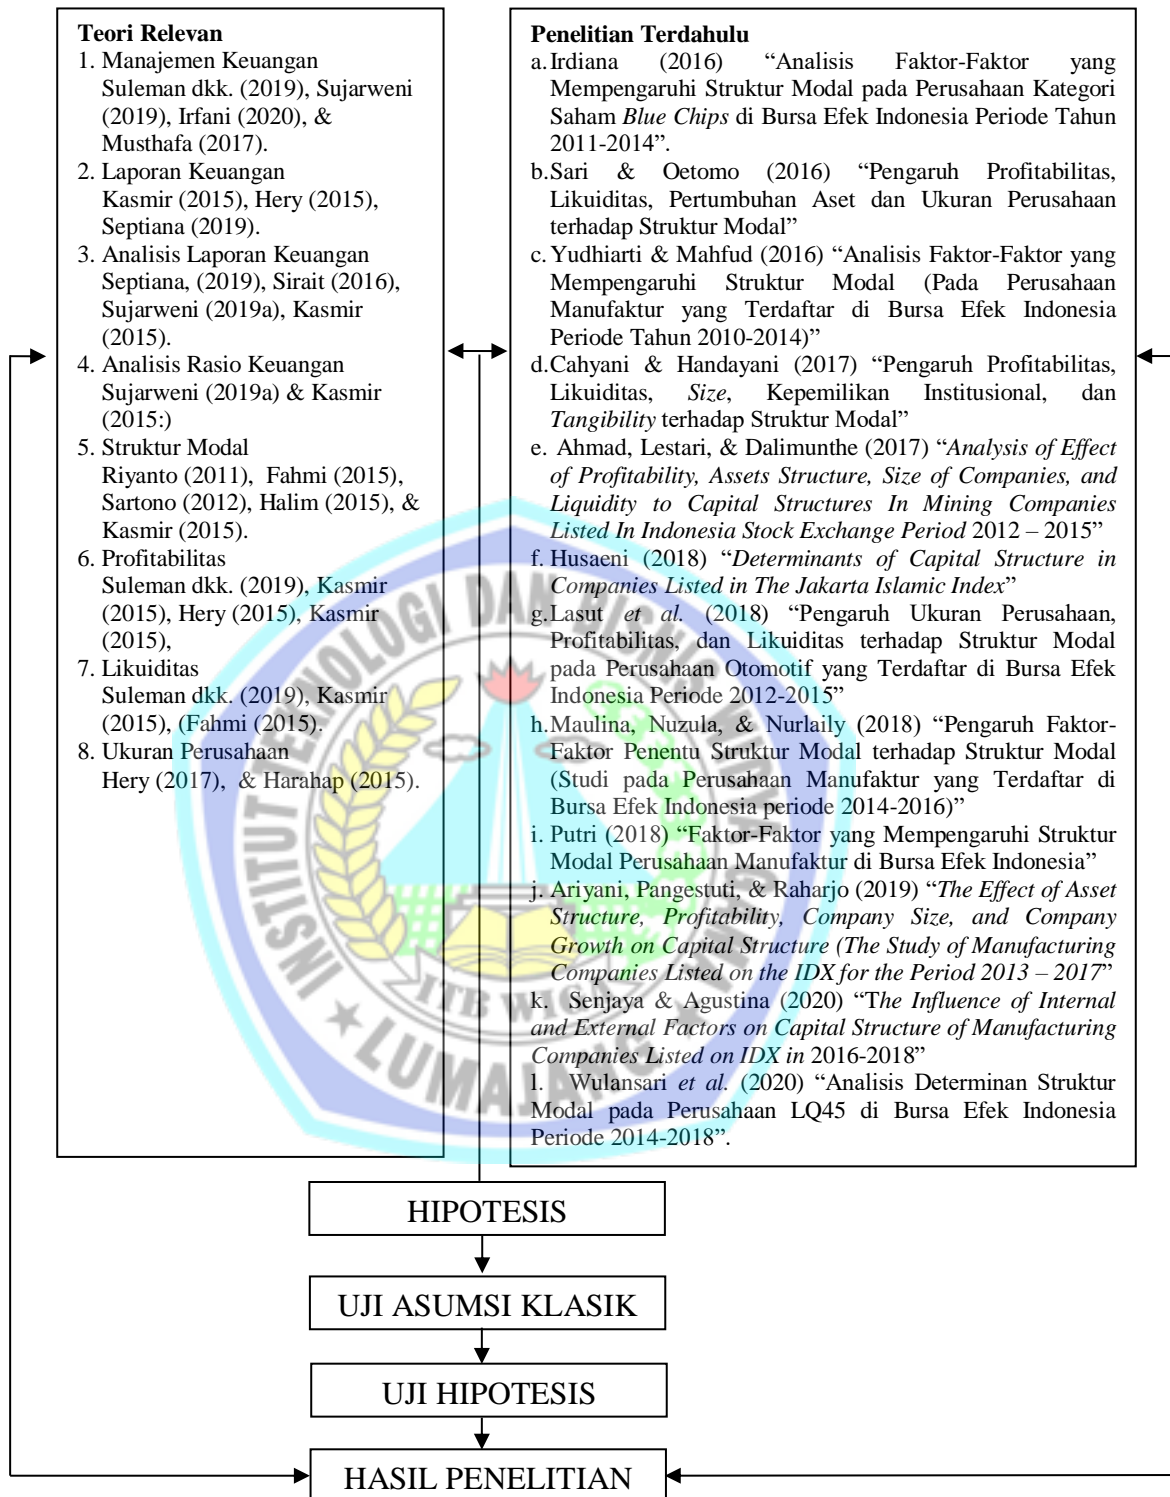 Teori Relevan
1. Manajemen Keuangan
Suleman dkk. (2019), Sujarweni
(2019), Irfani (2020), &
Musthafa (2017).
2. Laporan Keuangan
Kasmir (2015), Hery (2015),
Septiana (2019).
3. Analisis Laporan Keuangan
Septiana, (2019), Sirait (2016),
Sujarweni (2019a), Kasmir
(2015).
4. Analisis Rasio Keuangan
Sujarweni (2019a) & Kasmir
(2015:)
5. Struktur Modal
Riyanto (2011), Fahmi (2015),
Sartono (2012), Halim (2015), &
Kasmir (2015).
6. Profitabilitas
Suleman dkk. (2019), Kasmir
(2015), Hery (2015), Kasmir
(2015),
7. Likuiditas
Suleman dkk. (2019), Kasmir
(2015), (Fahmi (2015).
8. Ukuran Perusahaan
Hery (2017), & Harahap (2015).
Penelitian Terdahulu
a. Irdiana (2016) “Analisis Faktor-Faktor yang
Mempengaruhi Struktur Modal pada Perusahaan Kategori
Saham Blue Chips di Bursa Efek Indonesia Periode Tahun
2011-2014”.
b. Sari & Oetomo (2016) “Pengaruh Profitabilitas,
Likuiditas, Pertumbuhan Aset dan Ukuran Perusahaan
terhadap Struktur Modal”
c. Yudhiarti & Mahfud (2016) “Analisis Faktor-Faktor yang
Mempengaruhi Struktur Modal (Pada Perusahaan
Manufaktur yang Terdaftar di Bursa Efek Indonesia
Periode Tahun 2010-2014)”
d. Cahyani & Handayani (2017) “Pengaruh Profitabilitas,
Likuiditas, Size, Kepemilikan Institusional, dan
Tangibility terhadap Struktur Modal”
e. Ahmad, Lestari, & Dalimunthe (2017) “Analysis of Effect
of Profitability, Assets Structure, Size of Companies, and
Liquidity to Capital Structures In Mining Companies
Listed In Indonesia Stock Exchange Period 2012 – 2015”
f. Husaeni (2018) “Determinants of Capital Structure in
Companies Listed in The Jakarta Islamic Index”
g. Lasut et al. (2018) “Pengaruh Ukuran Perusahaan,
Profitabilitas, dan Likuiditas terhadap Struktur Modal
pada Perusahaan Otomotif yang Terdaftar di Bursa Efek
Indonesia Periode 2012-2015”
h. Maulina, Nuzula, & Nurlaily (2018) “Pengaruh Faktor-
Faktor Penentu Struktur Modal terhadap Struktur Modal
(Studi pada Perusahaan Manufaktur yang Terdaftar di
Bursa Efek Indonesia periode 2014-2016)”
i. Putri (2018) “Faktor-Faktor yang Mempengaruhi Struktur
Modal Perusahaan Manufaktur di Bursa Efek Indonesia”
j. Ariyani, Pangestuti, & Raharjo (2019) “The Effect of Asset
Structure, Profitability, Company Size, and Company
Growth on Capital Structure (The Study of Manufacturing
Companies Listed on the IDX for the Period 2013 – 2017”
k. Senjaya & Agustina (2020) “The Influence of Internal
and External Factors on Capital Structure of Manufacturing
Companies Listed on IDX in 2016-2018”
l. Wulansari et al. (2020) “Analisis Determinan Struktur
Modal pada Perusahaan LQ45 di Bursa Efek Indonesia
Periode 2014-2018”.
INSTITUT TEKNOLOGI DAN BISNIS WIDYA GAMA
ITB WIGA
★ LUMAJANG ★
HIPOTESIS
UJI ASUMSI KLASIK
UJI HIPOTESIS
HASIL PENELITIAN